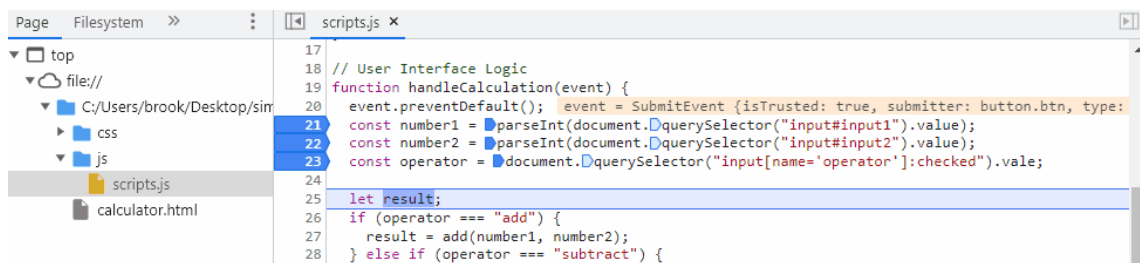 Page Filesystem » scripts.js ×
top
file://
C:/Users/brook/Desktop/sim
css
js
scripts.js
calculator.html
17
18 // User Interface Logic
19 function handleCalculation(event) {
20 event.preventDefault(); event = SubmitEvent {isTrusted: true, submitter: button.btn, type:
21 const number1 = parseInt(document.querySelector("input#input1").value);
22 const number2 = parseInt(document.querySelector("input#input2").value);
23 const operator = document.querySelector("input[name='operator']:checked").vale;
24
25 let result;
26 if (operator === "add") {
27 result = add(number1, number2);
28 } else if (operator === "subtract") {